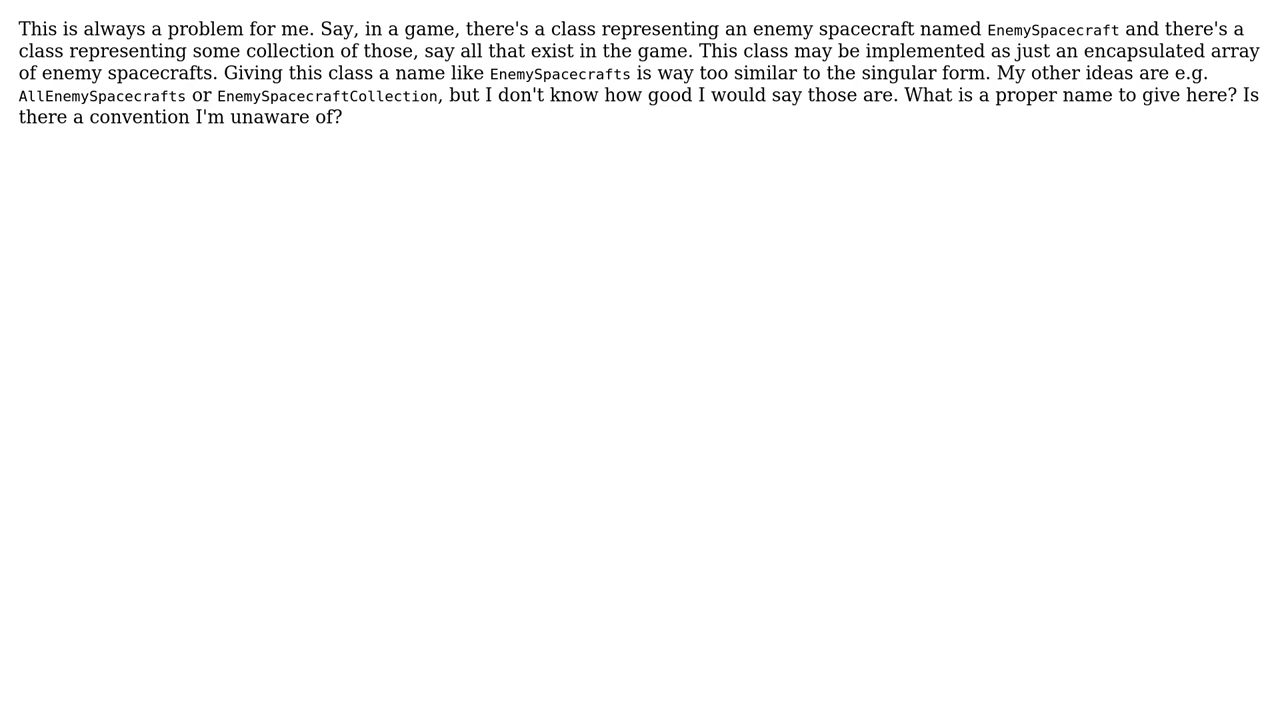 This is always a problem for me. Say, in a game, there's a class representing an enemy spacecraft named EnemySpacecraft and there's a
class representing some collection of those, say all that exist in the game. This class may be implemented as just an encapsulated array
of enemy spacecrafts. Giving this class a name like EnemySpacecrafts is way too similar to the singular form. My other ideas are e.g.
AllEnemySpacecrafts or EnemySpacecraftCollection, but I don't know how good I would say those are. What is a proper name to give here? Is
there a convention I'm unaware of?